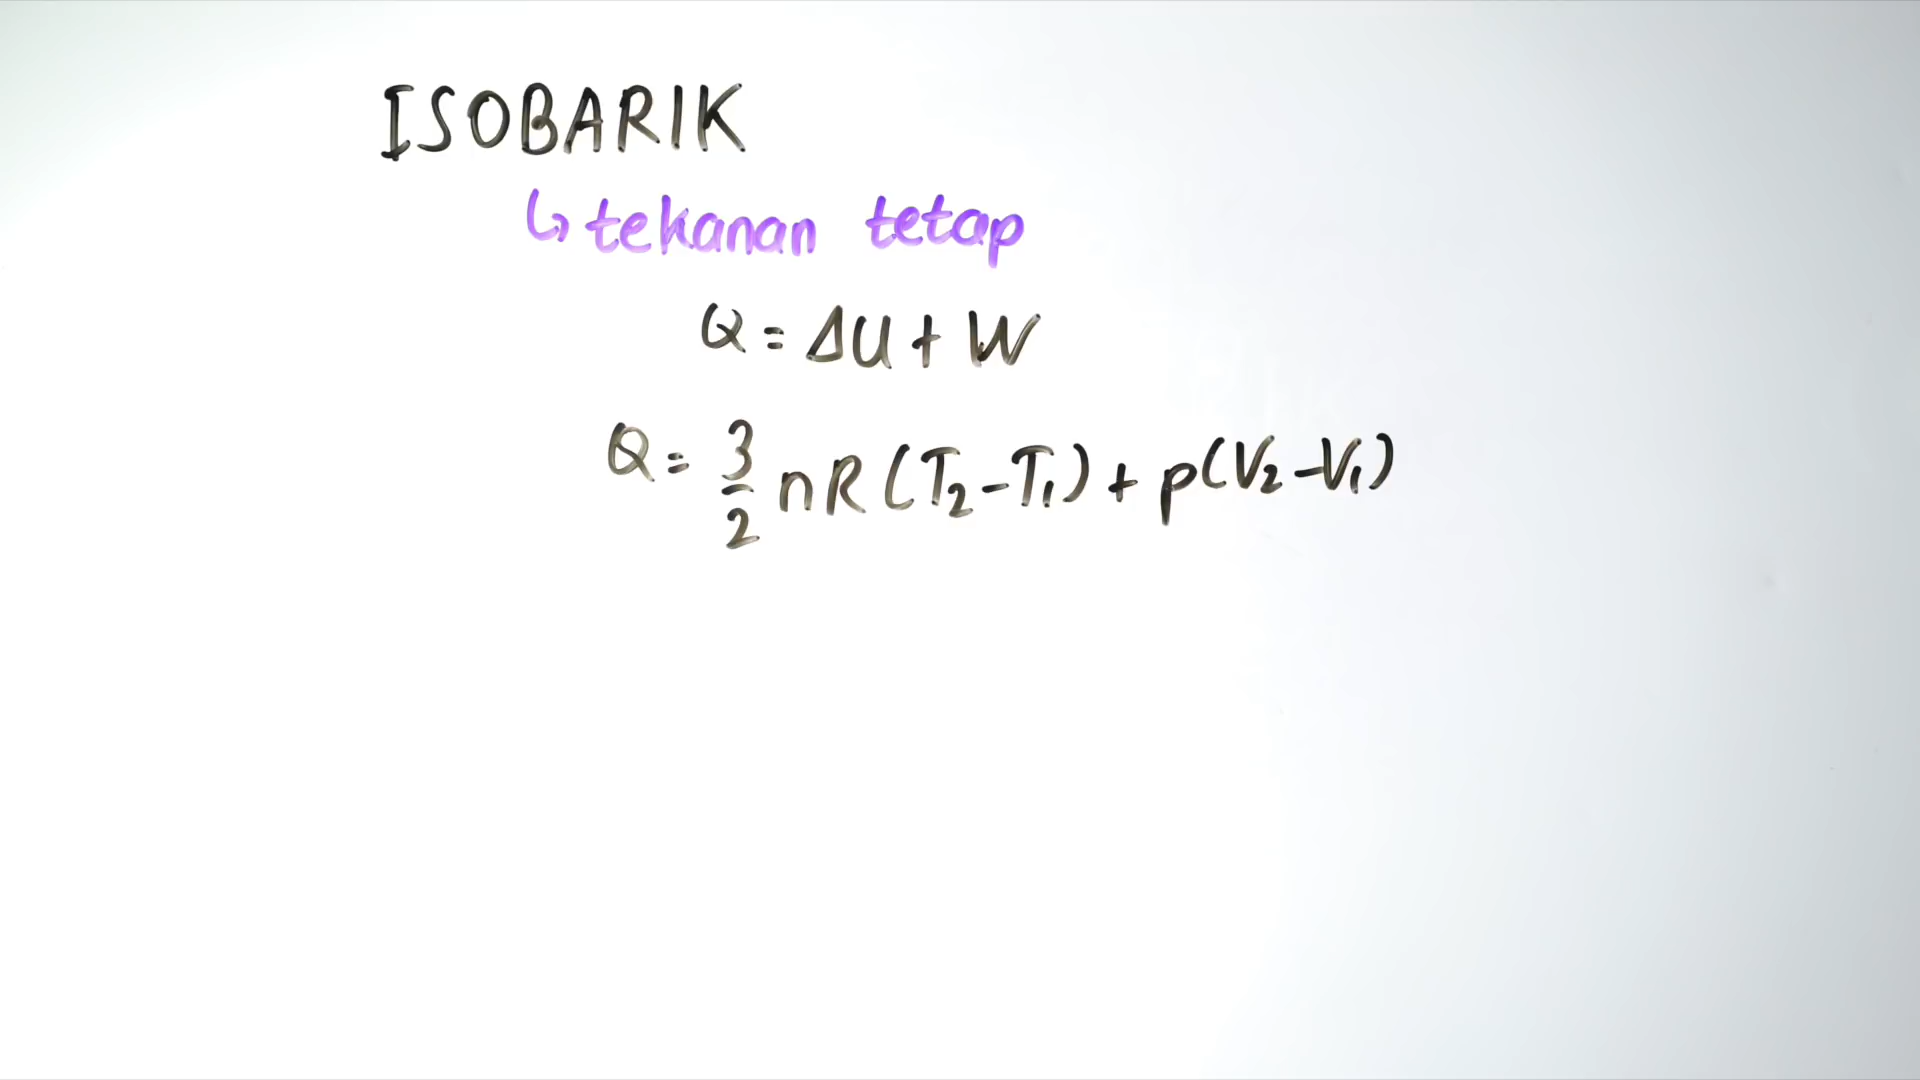 ISOBARIK
↳ tekanan tetap
Q = ΔU + W
Q = 3/2 nR (T₂ - T₁) + p(V₂ - V₁)